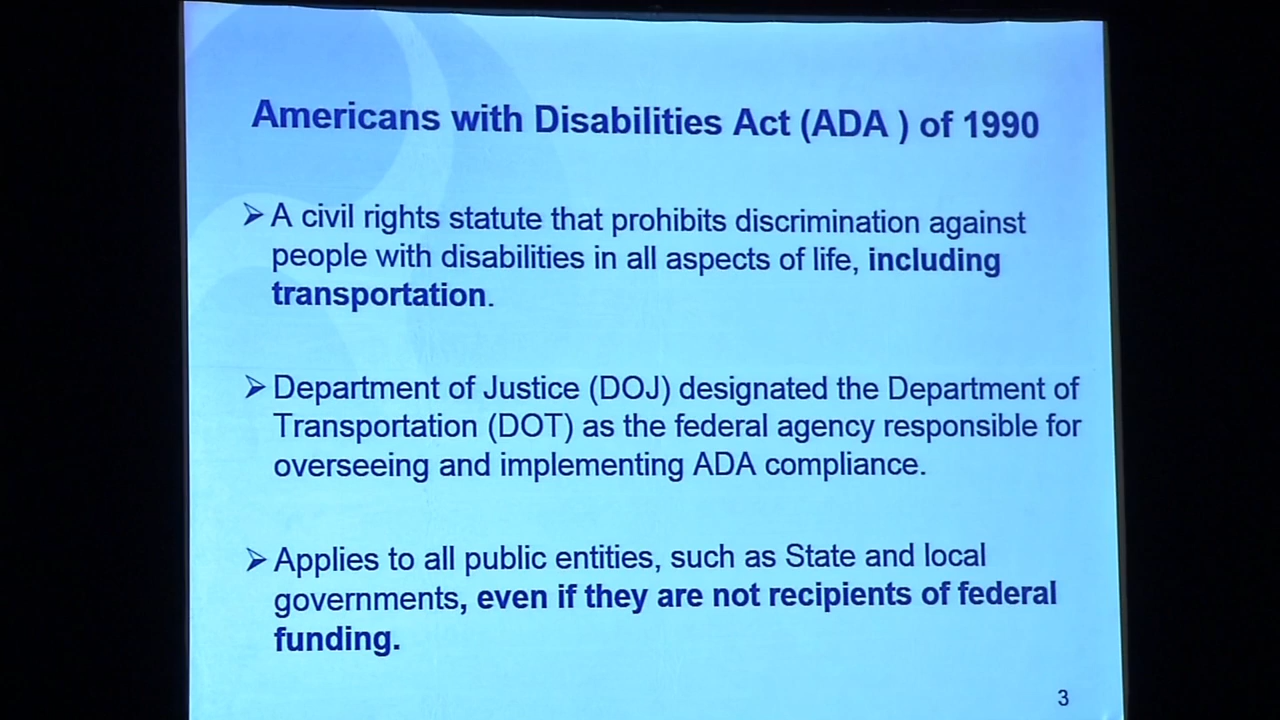 Americans with Disabilities Act (ADA ) of 1990
➢ A civil rights statute that prohibits discrimination against
people with disabilities in all aspects of life, including
transportation.
➢ Department of Justice (DOJ) designated the Department of
Transportation (DOT) as the federal agency responsible for
overseeing and implementing ADA compliance.
➢ Applies to all public entities, such as State and local
governments, even if they are not recipients of federal
funding.
3